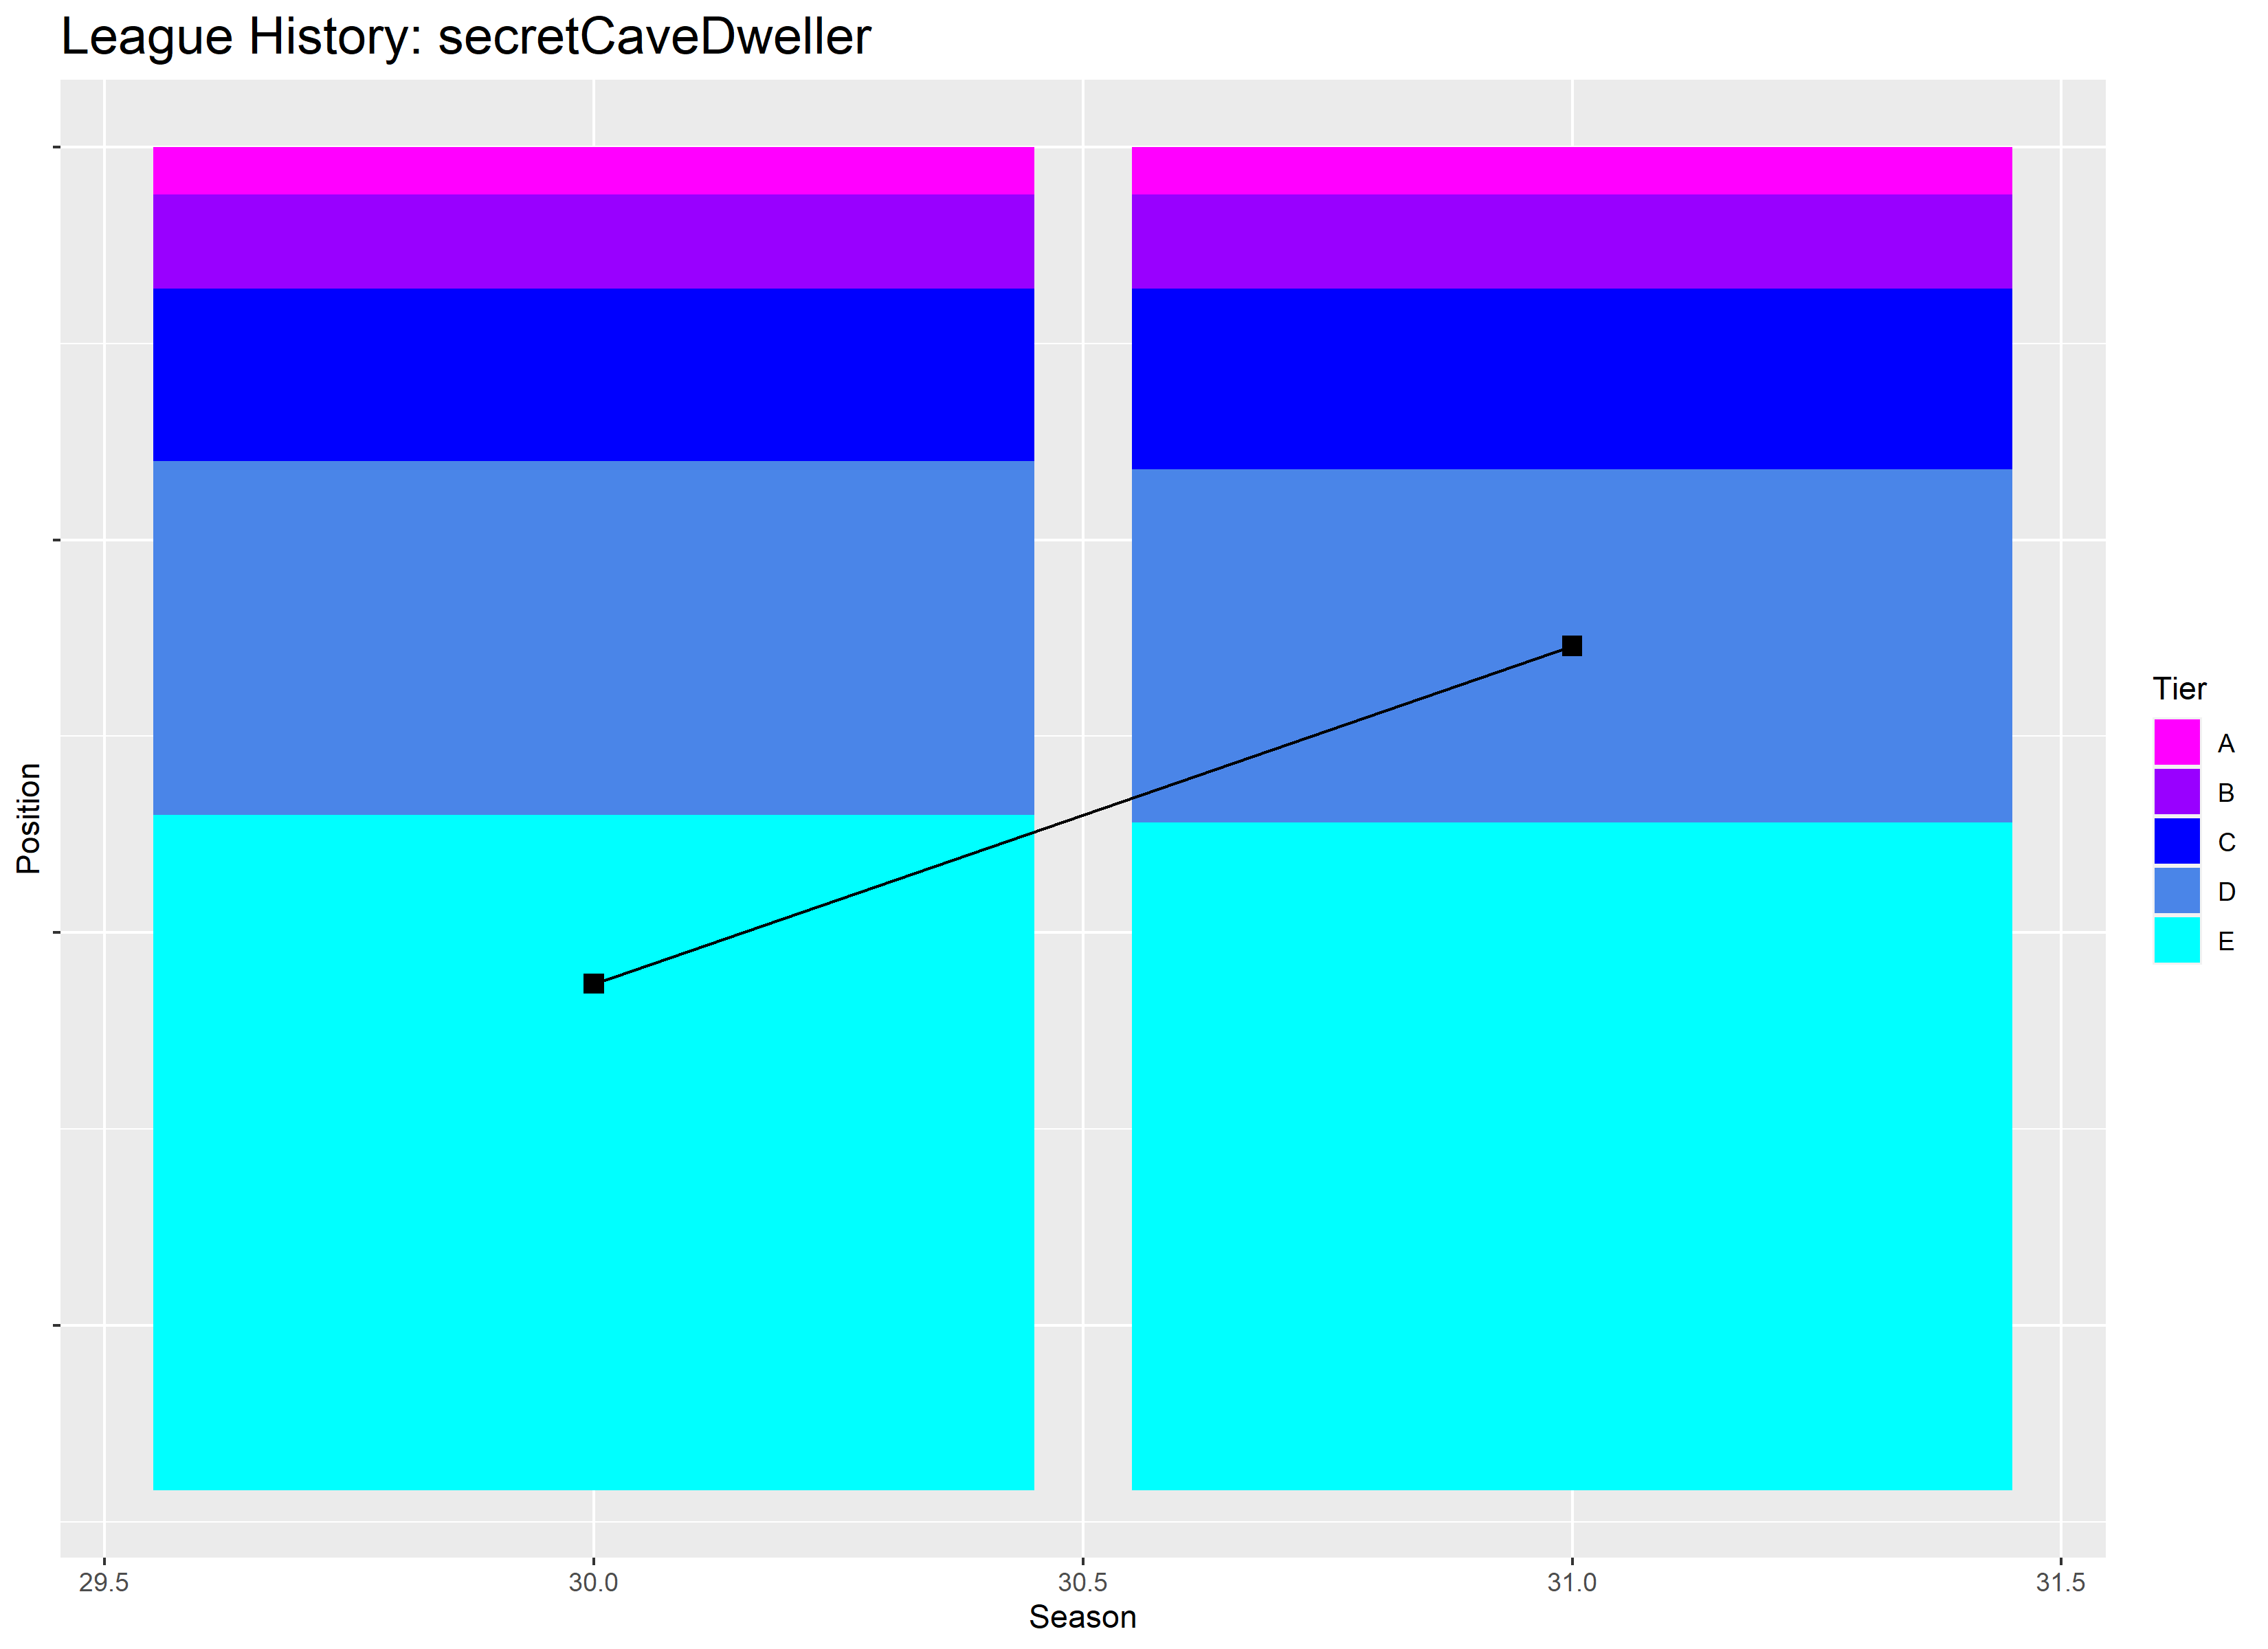 League History: secretCaveDweller
Position
29.5 30.0 30.5 31.0 31.5
Season
Tier
A
B
C
D
E